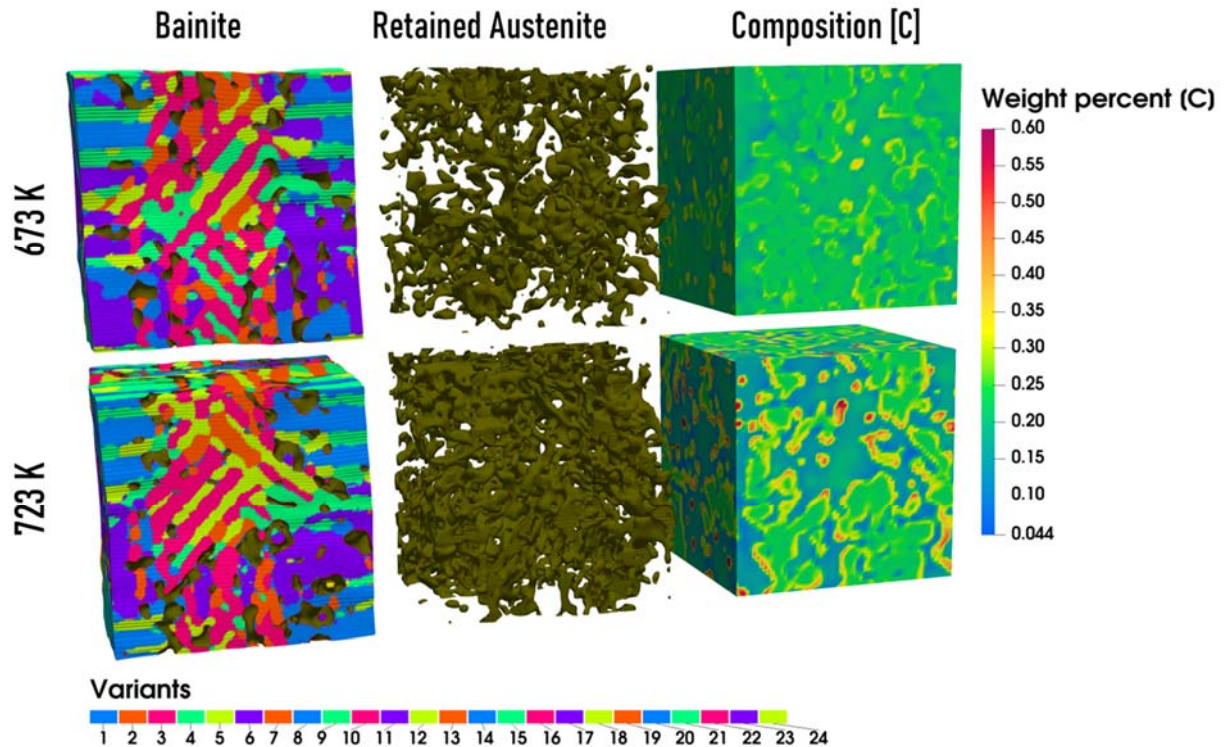 Bainite Retained Austenite Composition [C]
Weight percent (C)
0.60
0.55
0.50
0.45
0.40
0.35
0.30
0.25
0.20
0.15
0.10
0.044
673 K
723 K
Variants
1 2 3 4 5 6 7 8 9 10 11 12 13 14 15 16 17 18 19 20 21 22 23 24